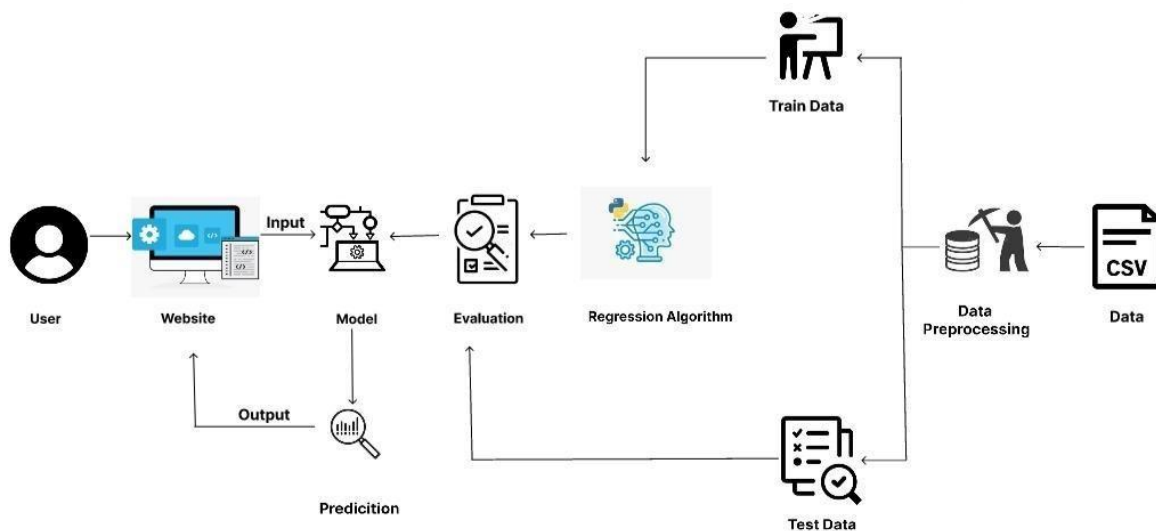 Train Data
Input
CSV
User
Website
Model
Evaluation
Regression Algorithm
Data
Preprocessing
Data
Output
Predicition
Test Data